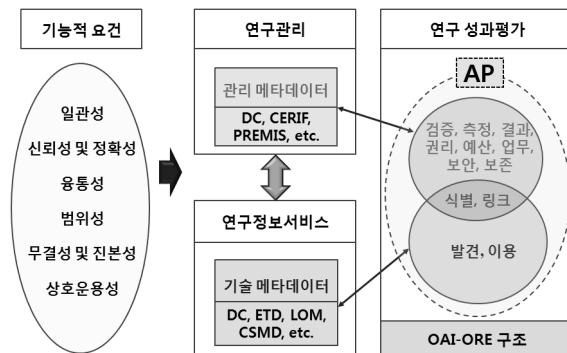 기능적 요건
일관성
신뢰성 및 정확성
융통성
범위성
무결성 및 진본성
상호운용성
연구관리
관리 메타데이터
DC, CERIF,
PREMIS, etc.
연구정보서비스
기술 메타데이터
DC, ETD, LOM,
CSMD, etc.
연구 성과평가
AP
검증, 측정, 결과,
권리, 예산, 업무,
보안, 보존
식별, 링크
발견, 이용
OAI-ORE 구조